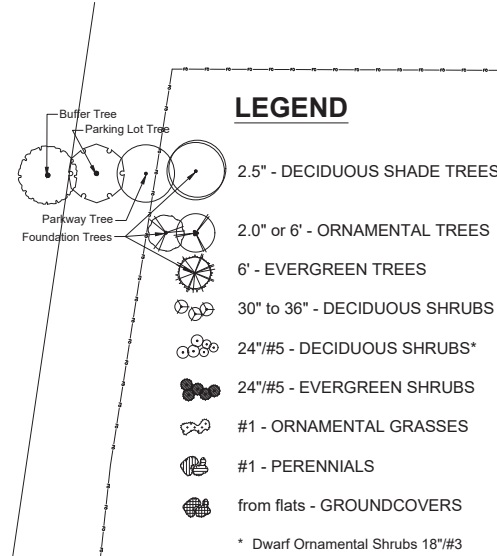 LEGEND
Buffer Tree
Parking Lot Tree
2.5" - DECIDUOUS SHADE TREES
Parkway Tree
Foundation Trees
2.0" or 6' - ORNAMENTAL TREES
6' - EVERGREEN TREES
30" to 36" - DECIDUOUS SHRUBS
24"/#5 - DECIDUOUS SHRUBS*
24"/#5 - EVERGREEN SHRUBS
#1 - ORNAMENTAL GRASSES
#1 - PERENNIALS
from flats - GROUNDCOVERS
* Dwarf Ornamental Shrubs 18"/#3